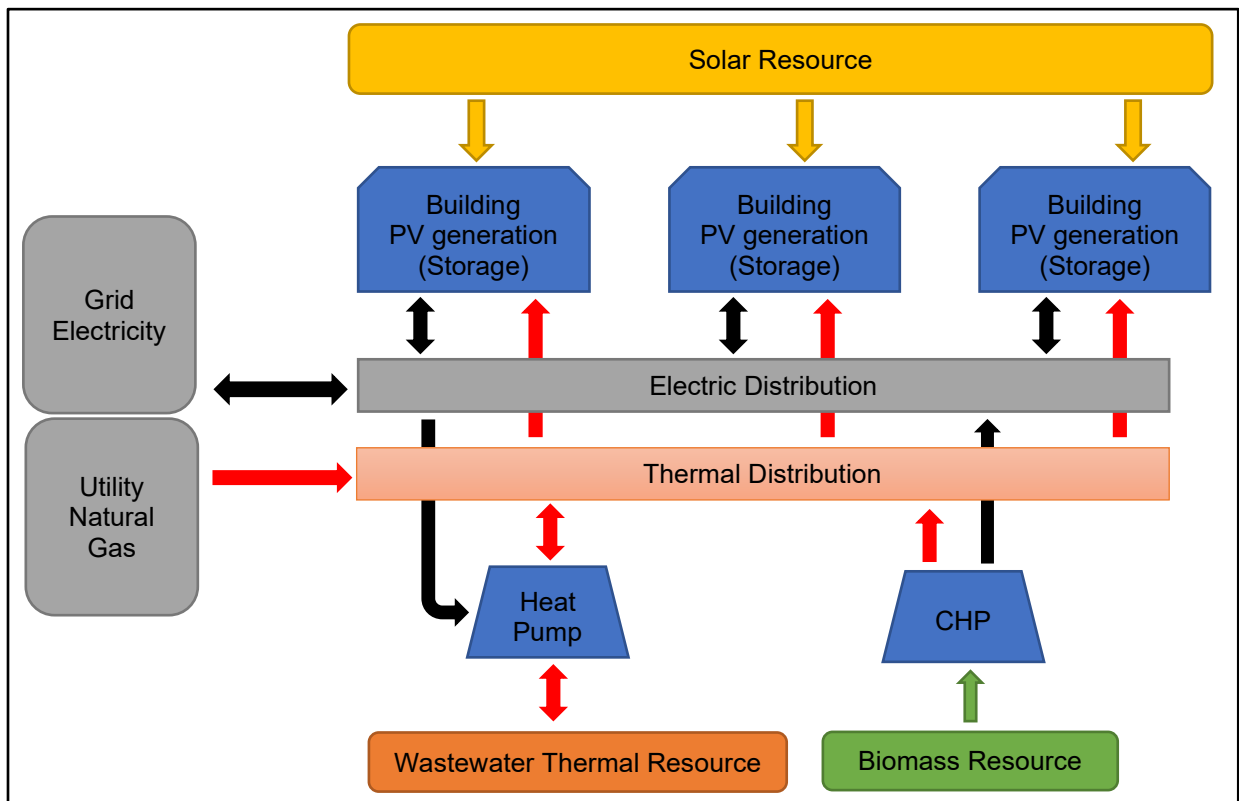 Solar Resource
Building
PV generation
(Storage)
Building
PV generation
(Storage)
Building
PV generation
(Storage)
Grid
Electricity
Electric Distribution
Utility
Natural
Gas
Thermal Distribution
Heat
Pump
CHP
Wastewater Thermal Resource
Biomass Resource